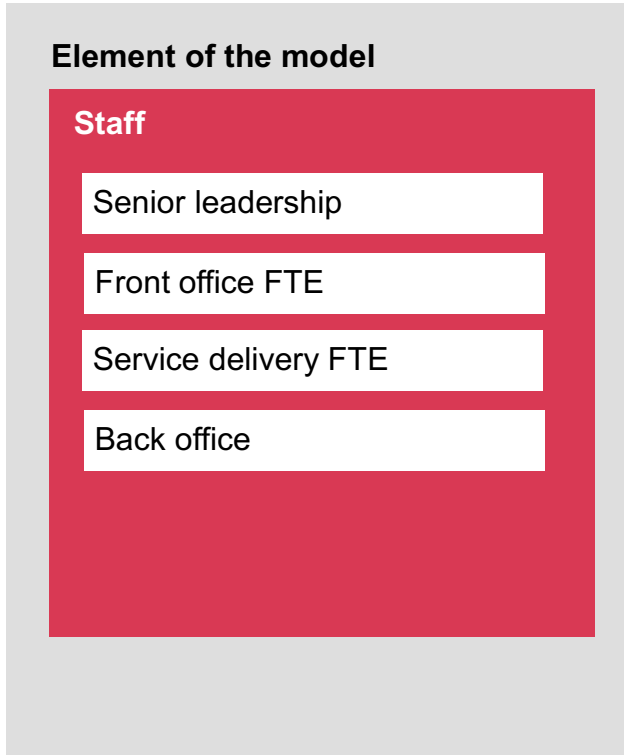 Element of the model
Staff
Senior leadership
Front office FTE
Service delivery FTE
Back office